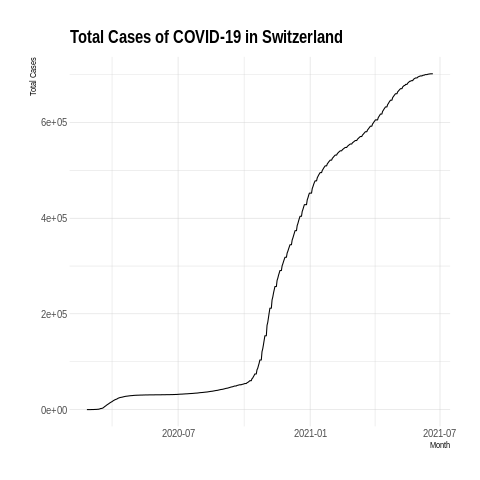 Total Cases of COVID-19 in Switzerland
Total Cases
6e+05
4e+05
2e+05
0e+00
2020-07
2021-01
2021-07
Month